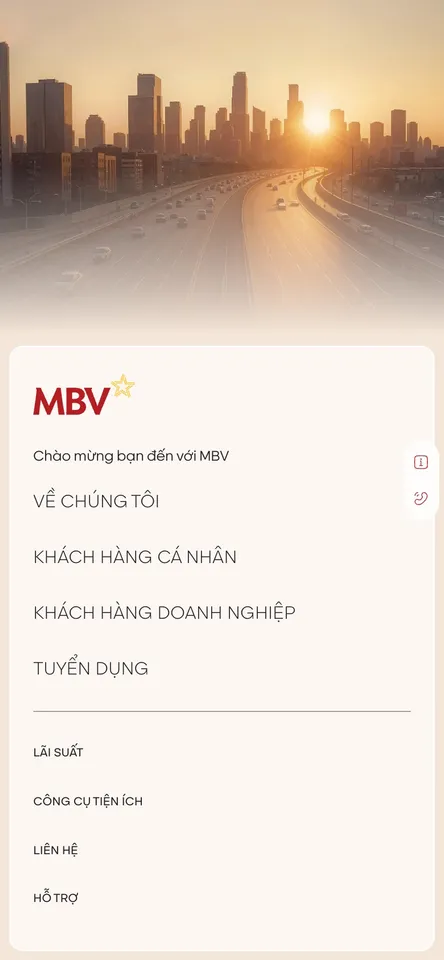 MBV
Chào mừng bạn đến với MBV
VỀ CHÚNG TÔI
KHÁCH HÀNG CÁ NHÂN
KHÁCH HÀNG DOANH NGHIỆP
TUYỂN DỤNG
LÃI SUẤT
CÔNG CỤ TIỆN ÍCH
LIÊN HỆ
HỖ TRỢ